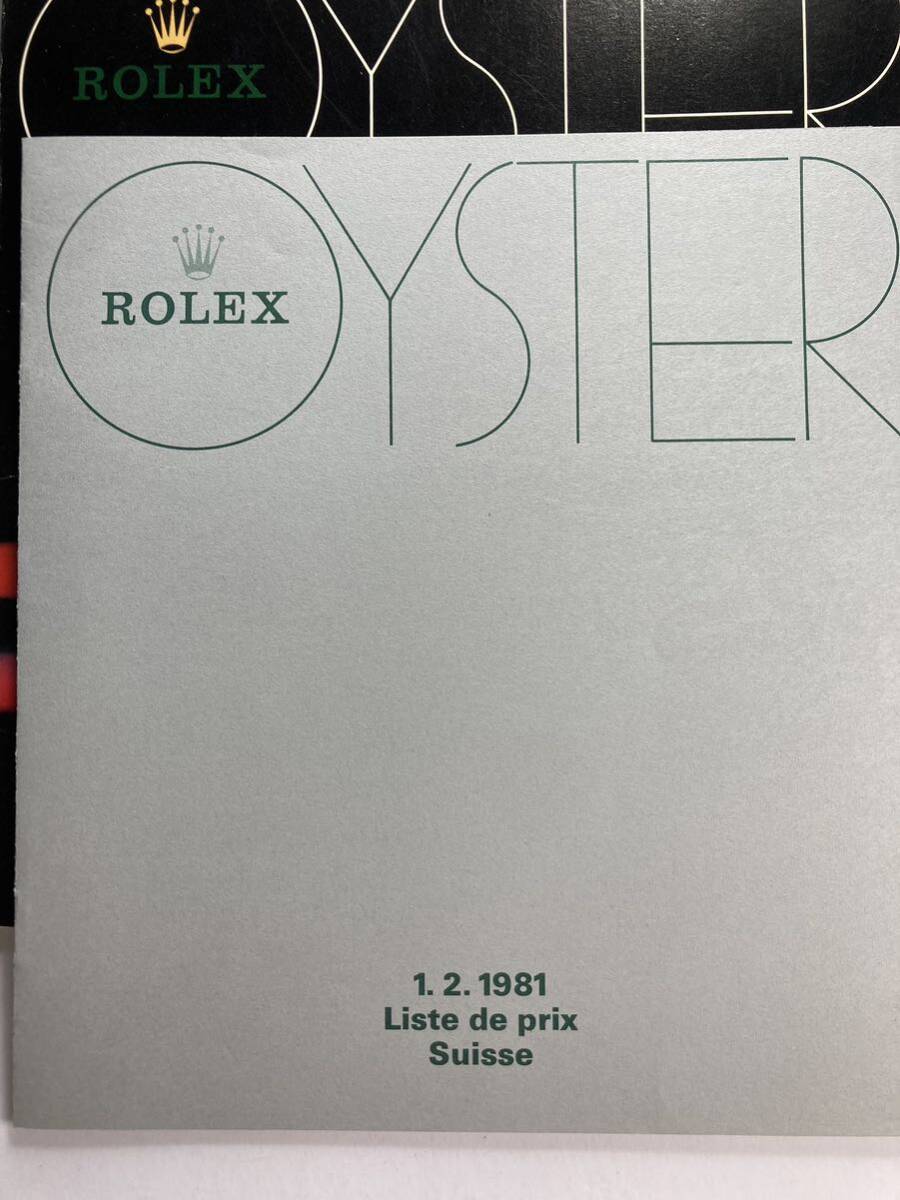 OYSTER
ROLEX
OYSTER
ROLEX
1. 2. 1981
Liste de prix
Suisse